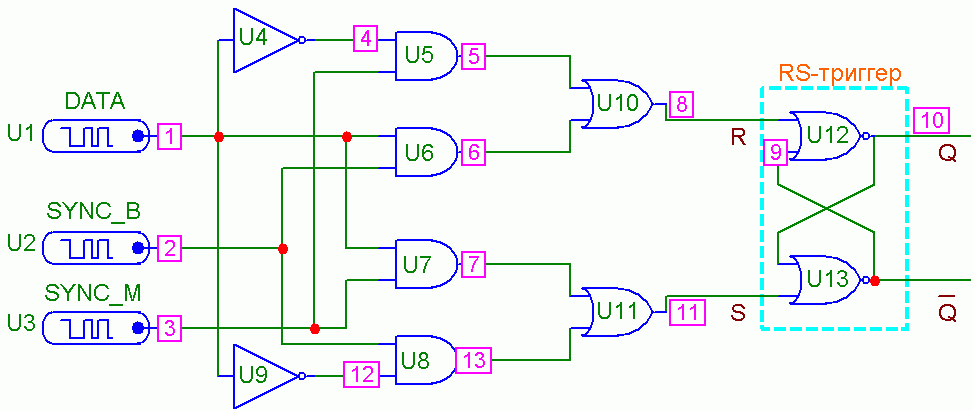 U4
4
U5
5
RS-триггер
DATA
U1
1
U10
8
U12
10
R
9
Q
U6
6
SYNC_B
U2
2
U7
7
U13
SYNC_M
U3
3
U11
11
S
Q
U9
12
U8
13